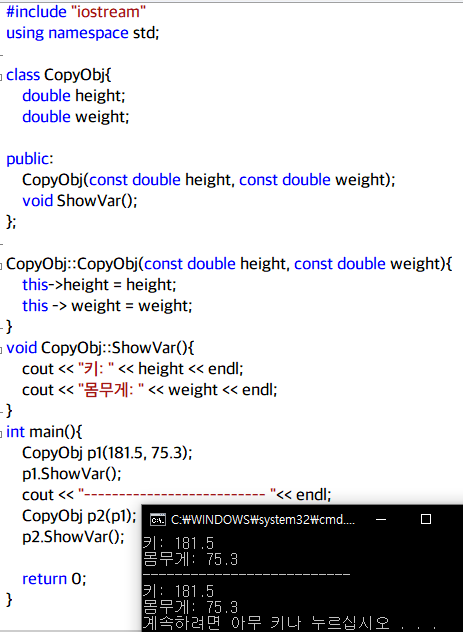 #include "iostream"
using namespace std;
class CopyObj{
double height;
double weight;
public:
CopyObj(const double height, const double weight);
void ShowVar();
};
CopyObj::CopyObj(const double height, const double weight){
this->height = height;
this -> weight = weight;
}
void CopyObj::ShowVar(){
cout << "키: " << height << endl;
cout << "몸무게: " << weight << endl;
}
int main(){
CopyObj p1(181.5, 75.3);
p1.ShowVar();
cout << "-------------------------- "<< endl;
CopyObj p2(p1);
p2.ShowVar();
return 0;
}
C:₩WINDOWS₩system32₩cmd....
키: 181.5
몸무게: 75.3
--------------------------
키: 181.5
몸무게: 75.3
계속하려면 아무 키나 누르십시오 . . .